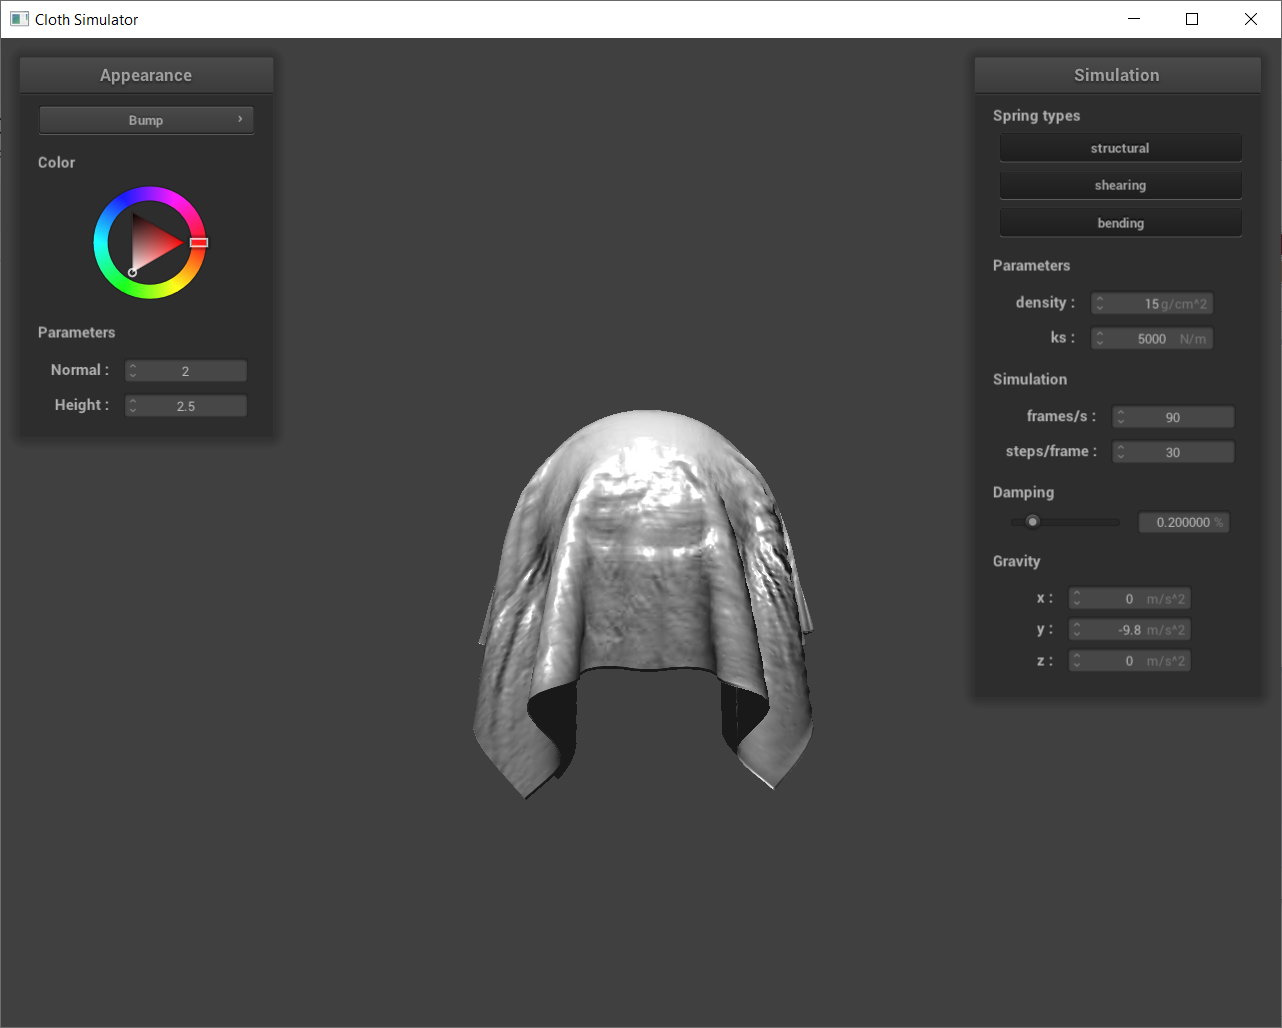 Cloth Simulator
Appearance
Bump
Color
Parameters
Normal : 2
Height : 2.5
Simulation
Spring types
structural
shearing
bending
Parameters
density : 15 g/cm^2
ks : 5000 N/m
Simulation
frames/s : 90
steps/frame : 30
Damping
0.200000 %
Gravity
x : 0 m/s^2
y : -9.8 m/s^2
z : 0 m/s^2